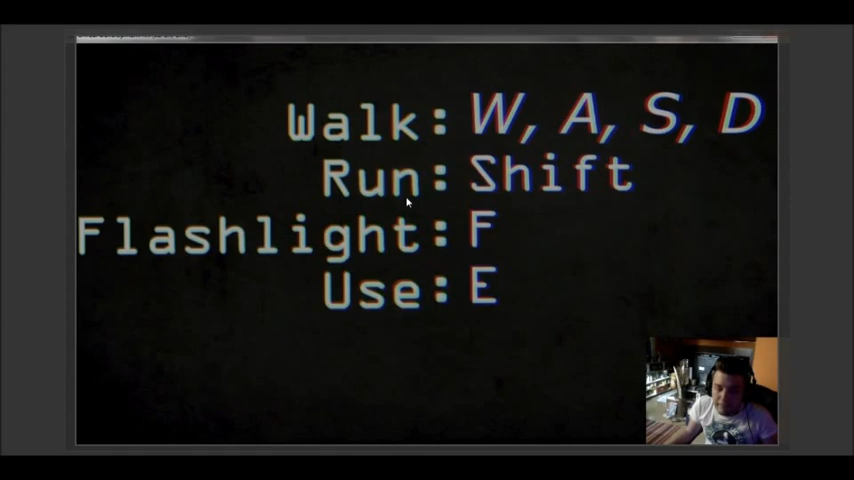 Walk: W, A, S, D
Run: Shift
Flashlight: F
Use: E